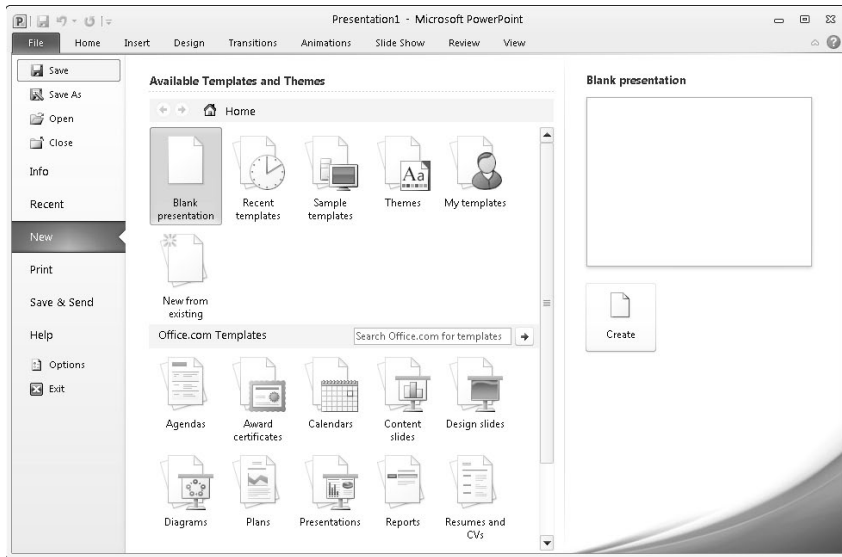 Presentation1 - Microsoft PowerPoint
File Home Insert Design Transitions Animations Slide Show Review View
Save
Save As
Open
Close
Info
Recent
New
Print
Save & Send
Help
Options
Exit
Available Templates and Themes
Home
Blank
presentation
Recent
templates
Sample
templates
Themes
My templates
New from
existing
Office.com Templates
Search Office.com for templates
Agendas
Award
certificates
Calendars
Content
slides
Design slides
Diagrams
Plans
Presentations
Reports
Resumes and
CVs
Blank presentation
Create